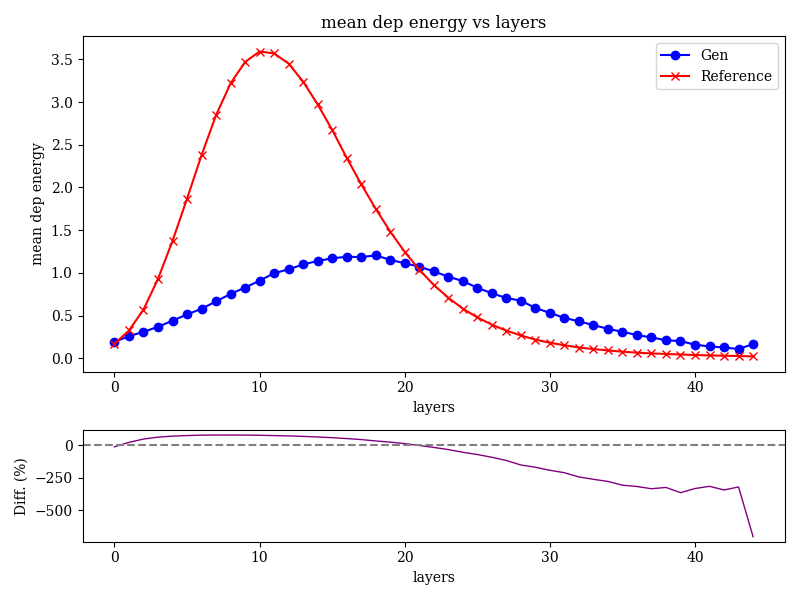 mean dep energy vs layers
Gen
Reference
mean dep energy
3.5
3.0
2.5
2.0
1.5
1.0
0.5
0.0
0 10 20 30 40
layers
Diff. (%)
0
−250
−500
0 10 20 30 40
layers